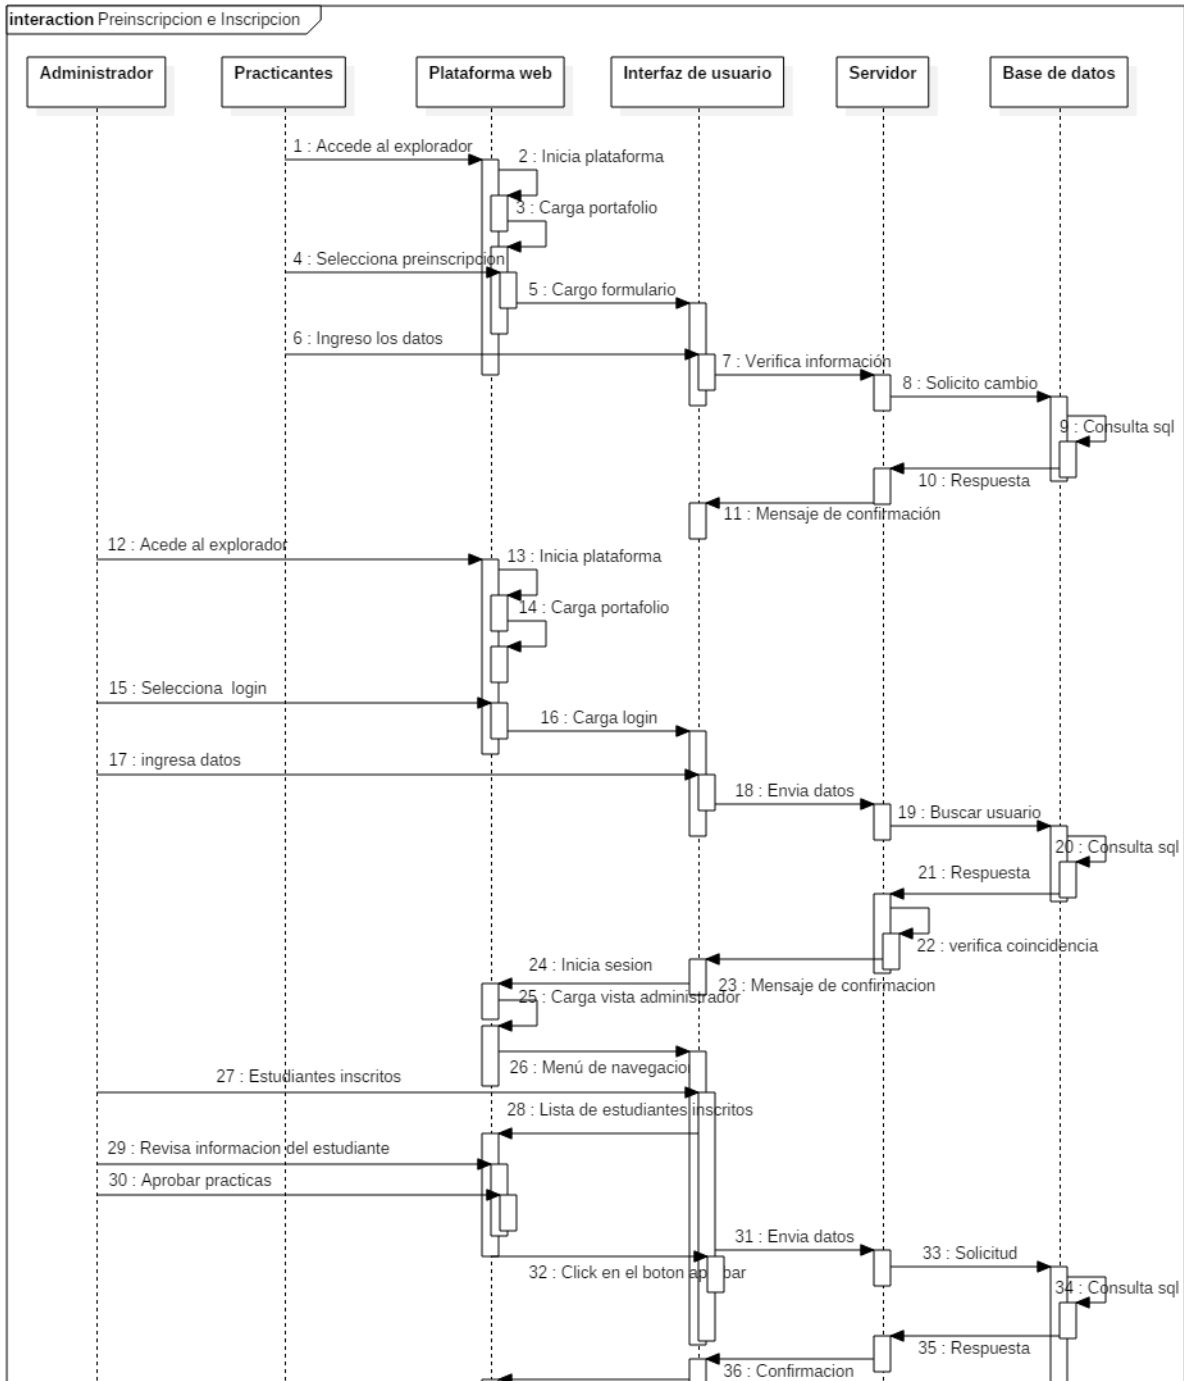 interaction Preinscripcion e Inscripcion
Administrador
Practicantes
Plataforma web
Interfaz de usuario
Servidor
Base de datos
1 : Accede al explorador
2 : Inicia plataforma
3 : Carga portafolio
4 : Selecciona preinscripcion
5 : Cargo formulario
6 : Ingreso los datos
7 : Verifica información
8 : Solicito cambio
9 : Consulta sql
10 : Respuesta
11 : Mensaje de confirmación
12 : Acede al explorador
13 : Inicia plataforma
14 : Carga portafolio
15 : Selecciona login
16 : Carga login
17 : ingresa datos
18 : Envia datos
19 : Buscar usuario
20 : Consulta sql
21 : Respuesta
22 : verifica coincidencia
23 : Mensaje de confirmacion
24 : Inicia sesion
25 : Carga vista administrador
26 : Menú de navegacion
27 : Estudiantes inscritos
28 : Lista de estudiantes inscritos
29 : Revisa informacion del estudiante
30 : Aprobar practicas
31 : Envia datos
32 : Click en el boton aprobar
33 : Solicitud
34 : Consulta sql
35 : Respuesta
36 : Confirmacion